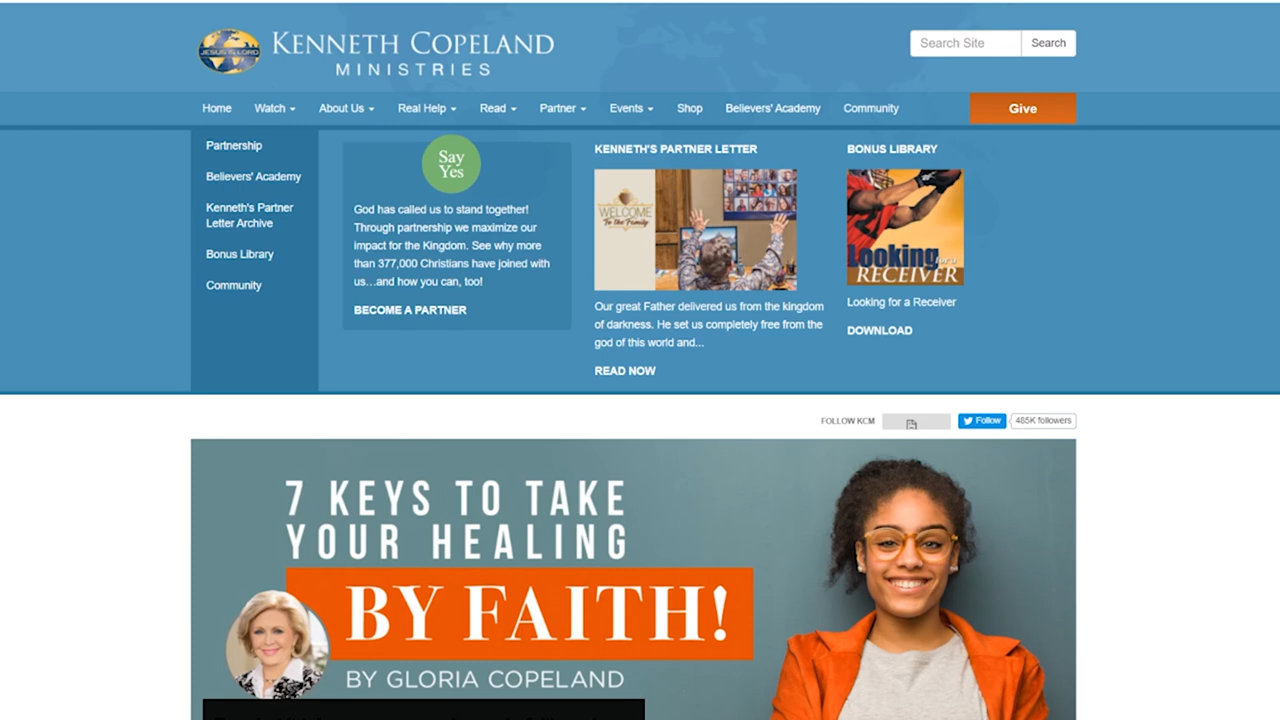 JESUS IS LORD
KENNETH COPELAND
MINISTRIES
Search Site
Search
Home
Watch
About Us
Real Help
Read
Partner
Events
Shop
Believers' Academy
Community
Give
Partnership
Believers' Academy
Kenneth's Partner
Letter Archive
Bonus Library
Community
Say
Yes
God has called us to stand together!
Through partnership we maximize our
impact for the Kingdom. See why more
than 377,000 Christians have joined with
us...and how you can, too!
BECOME A PARTNER
KENNETH'S PARTNER LETTER
WELCOME
To the Family
Our great Father delivered us from the kingdom
of darkness. He set us completely free from the
god of this world and...
READ NOW
BONUS LIBRARY
Looking for a
RECEIVER
Looking for a Receiver
DOWNLOAD
FOLLOW KCM
Follow
485K followers
7 KEYS TO TAKE
YOUR HEALING
BY FAITH!
BY GLORIA COPELAND